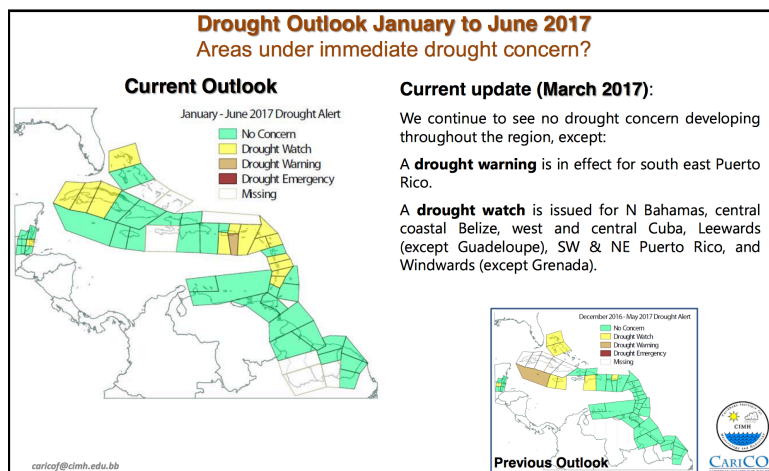 Drought Outlook January to June 2017
Areas under immediate drought concern?
Current Outlook
January - June 2017 Drought Alert
No Concern
Drought Watch
Drought Warning
Drought Emergency
Missing
Current update (March 2017):
We continue to see no drought concern developing
throughout the region, except:
A drought warning is in effect for south east Puerto
Rico.
A drought watch is issued for N Bahamas, central
coastal Belize, west and central Cuba, Leewards
(except Guadeloupe), SW & NE Puerto Rico, and
Windwards (except Grenada).
December 2016 - May 2017 Drought Alert
No Concern
Drought Watch
Drought Warning
Drought Emergency
Missing
Previous Outlook
CIMH
CARICO
caricof@cimh.edu.bb